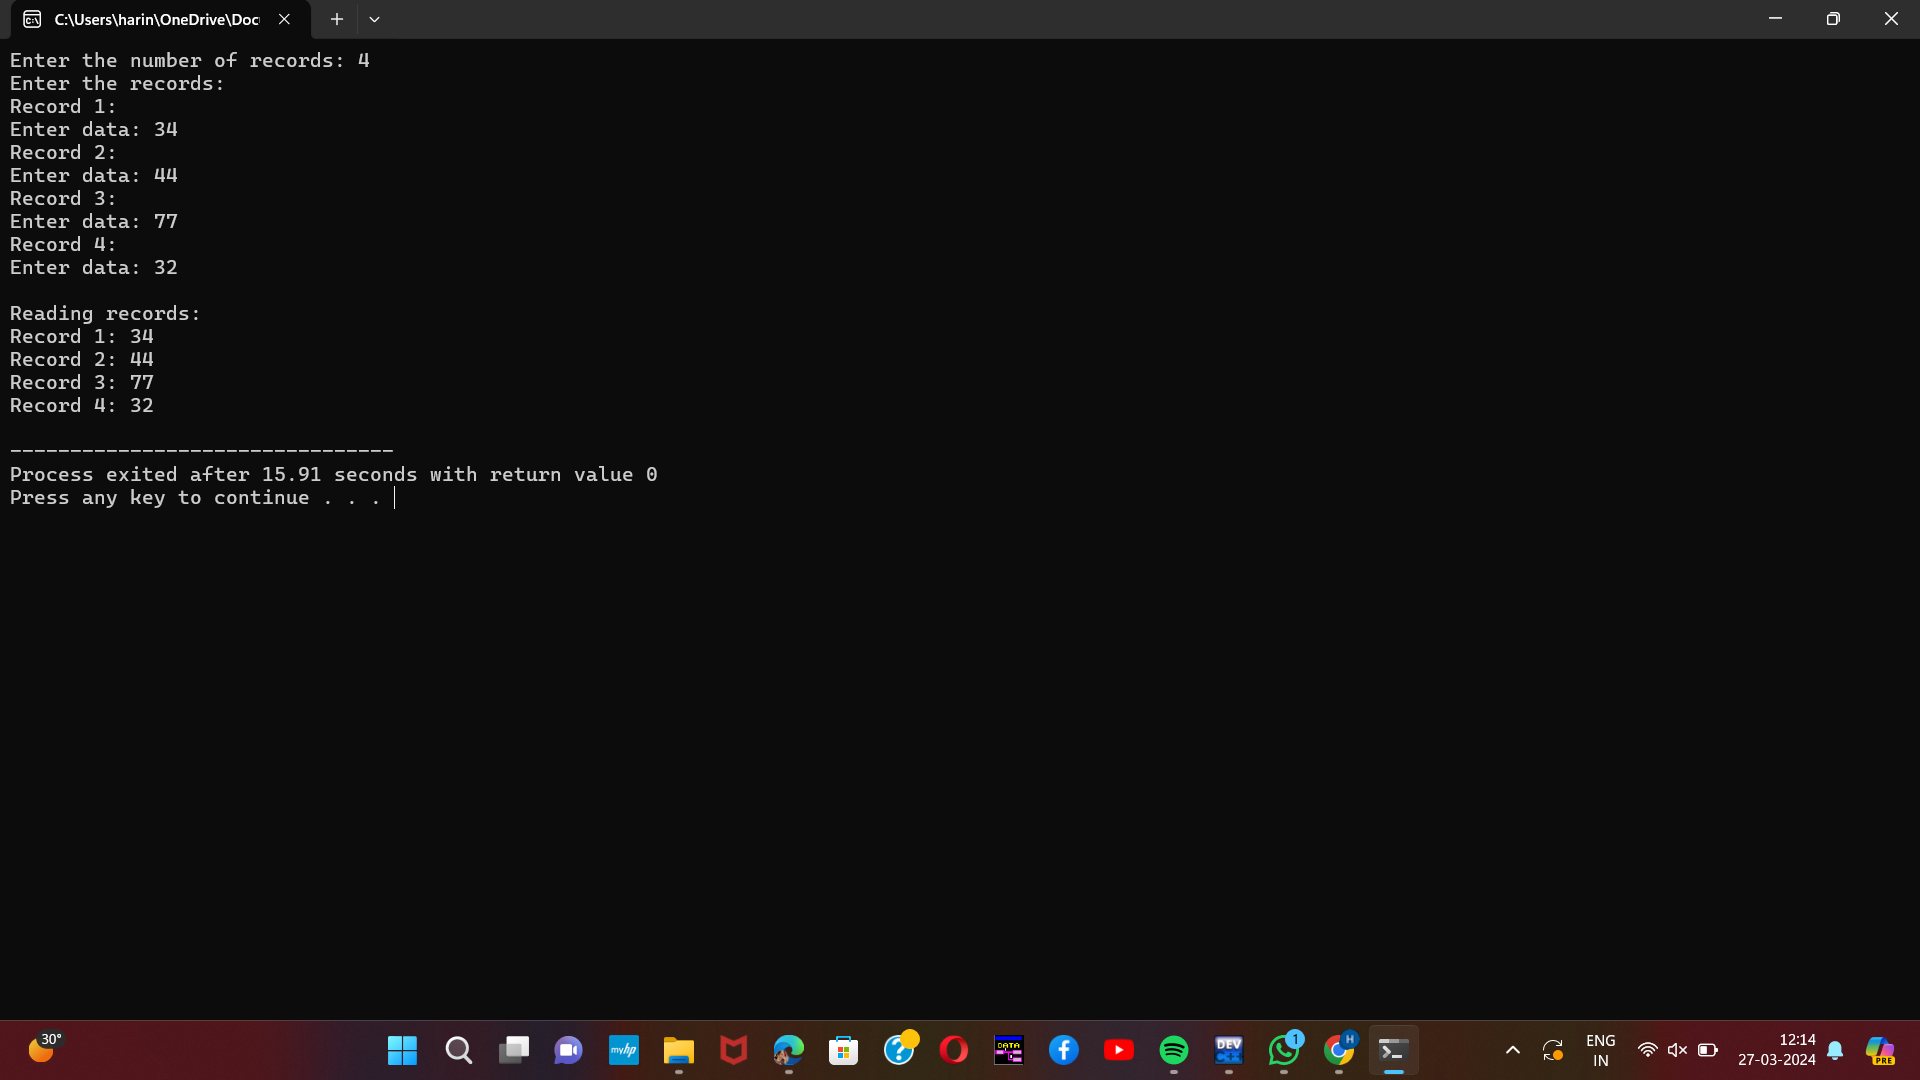 C:\Users\harin\OneDrive\Doc
Enter the number of records: 4
Enter the records:
Record 1:
Enter data: 34
Record 2:
Enter data: 44
Record 3:
Enter data: 77
Record 4:
Enter data: 32
Reading records:
Record 1: 34
Record 2: 44
Record 3: 77
Record 4: 32
--------------------------------
Process exited after 15.91 seconds with return value 0
Press any key to continue . . .
30°
myhp
DATA
DEV
1
H
ENG
IN
12:14
27-03-2024
PRE